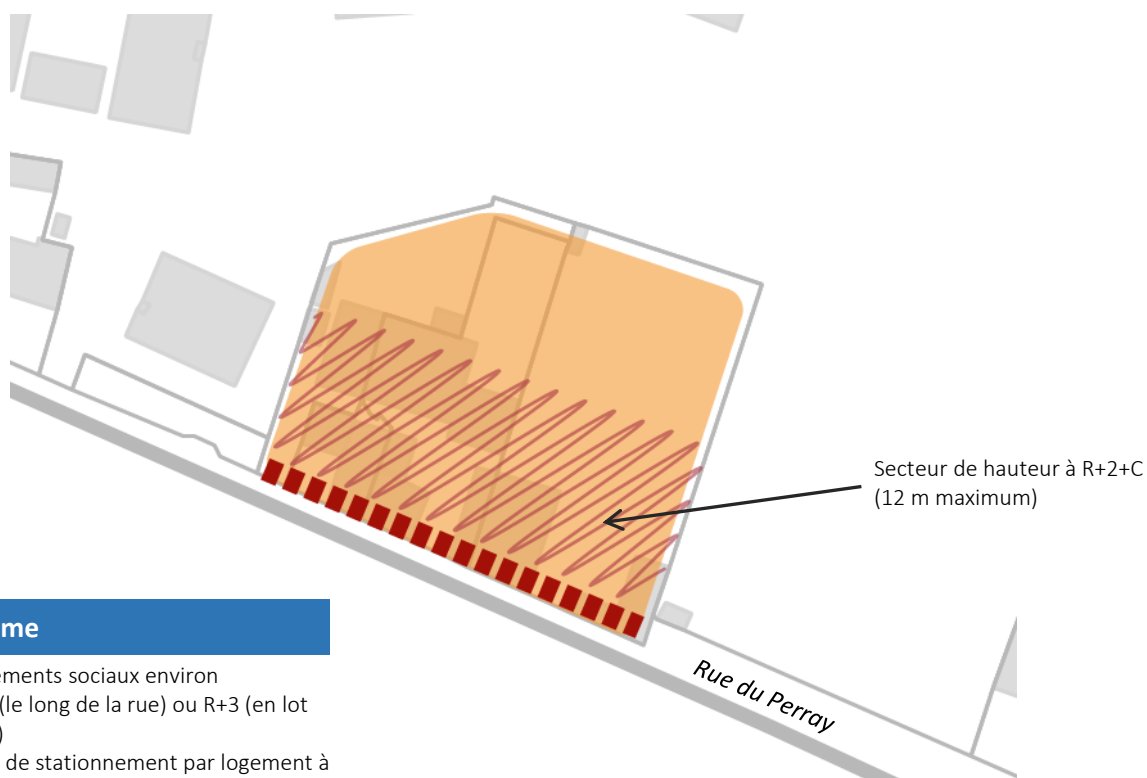 Secteur de hauteur à R+2+C
(12 m maximum)
Rue du Perray
me
ements sociaux environ
(le long de la rue) ou R+3 (en lot
)
de stationnement par logement à